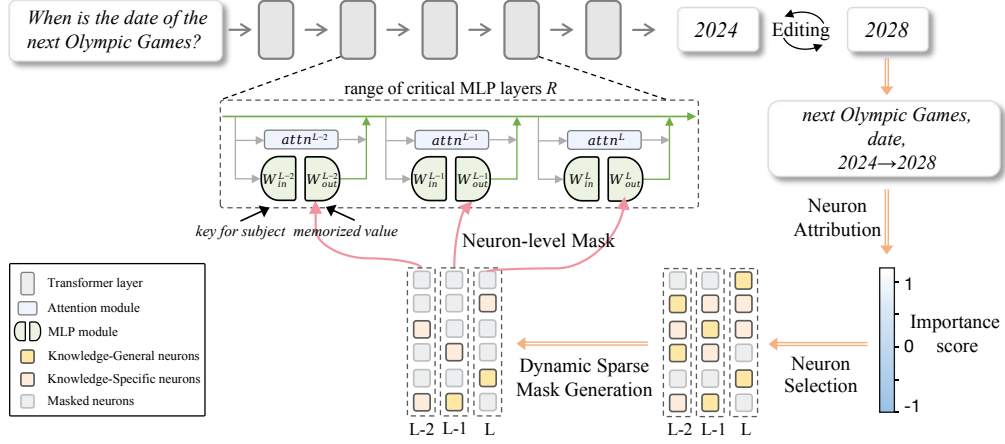 When is the date of the
next Olympic Games?
2024
Editing
2028
range of critical MLP layers R
attn^{L-2}
attn^{L-1}
attn^{L}
W_{in}^{L-2}
W_{out}^{L-2}
W_{in}^{L-1}
W_{out}^{L-1}
W_{in}^{L}
W_{out}^{L}
key for subject
memorized value
next Olympic Games,
date,
2024→2028
Neuron
Attribution
Neuron-level Mask
Transformer layer
Attention module
MLP module
Knowledge-General neurons
Knowledge-Specific neurons
Masked neurons
L-2
L-1
L
Dynamic Sparse
Mask Generation
L-2
L-1
L
Neuron
Selection
1
0
-1
Importance
score